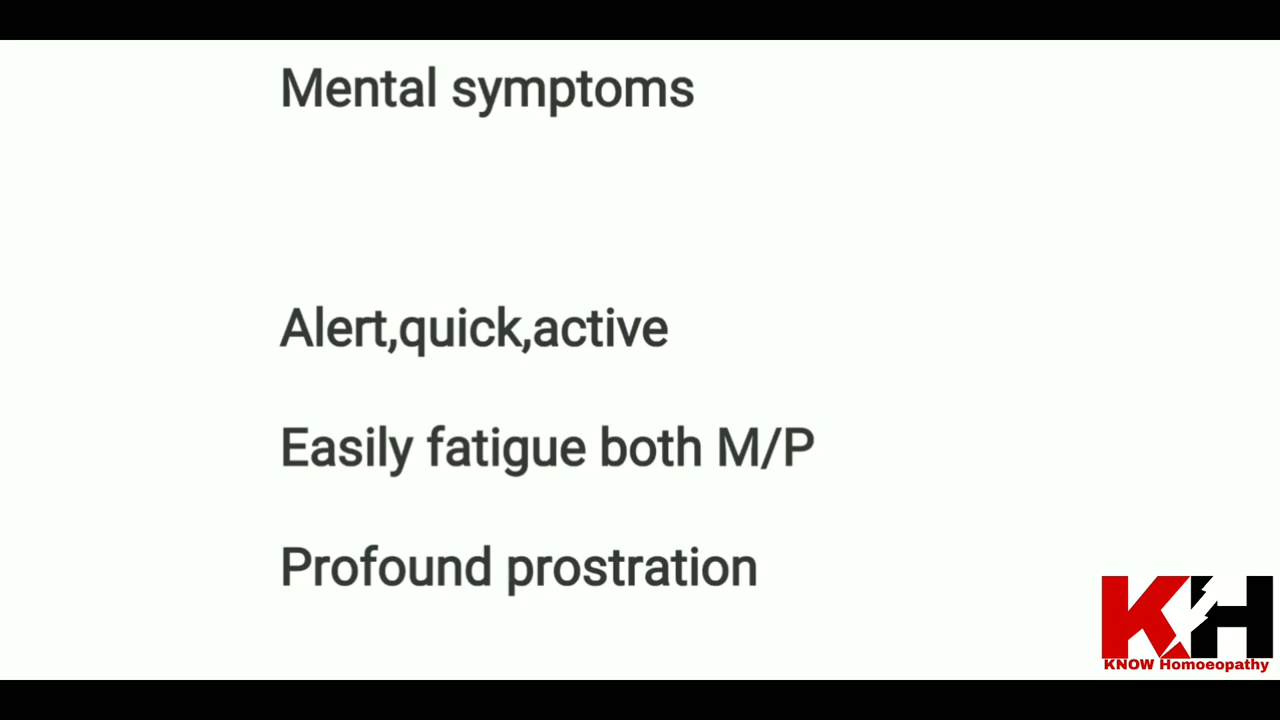 Mental symptoms
Alert,quick,active
Easily fatigue both M/P
Profound prostration
KH
KNOW Homoeopathy